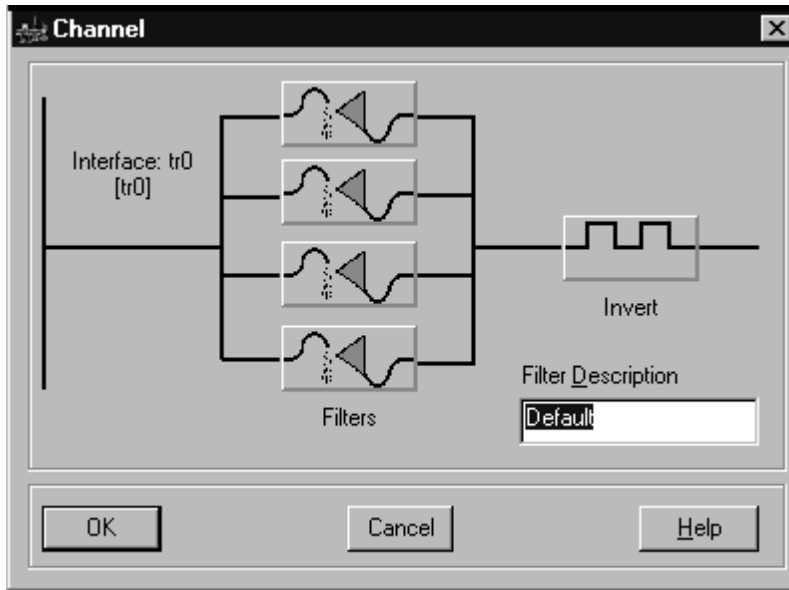 Channel
Interface: tr0
[tr0]
Invert
Filter Description
Filters
Default
OK
Cancel
Help